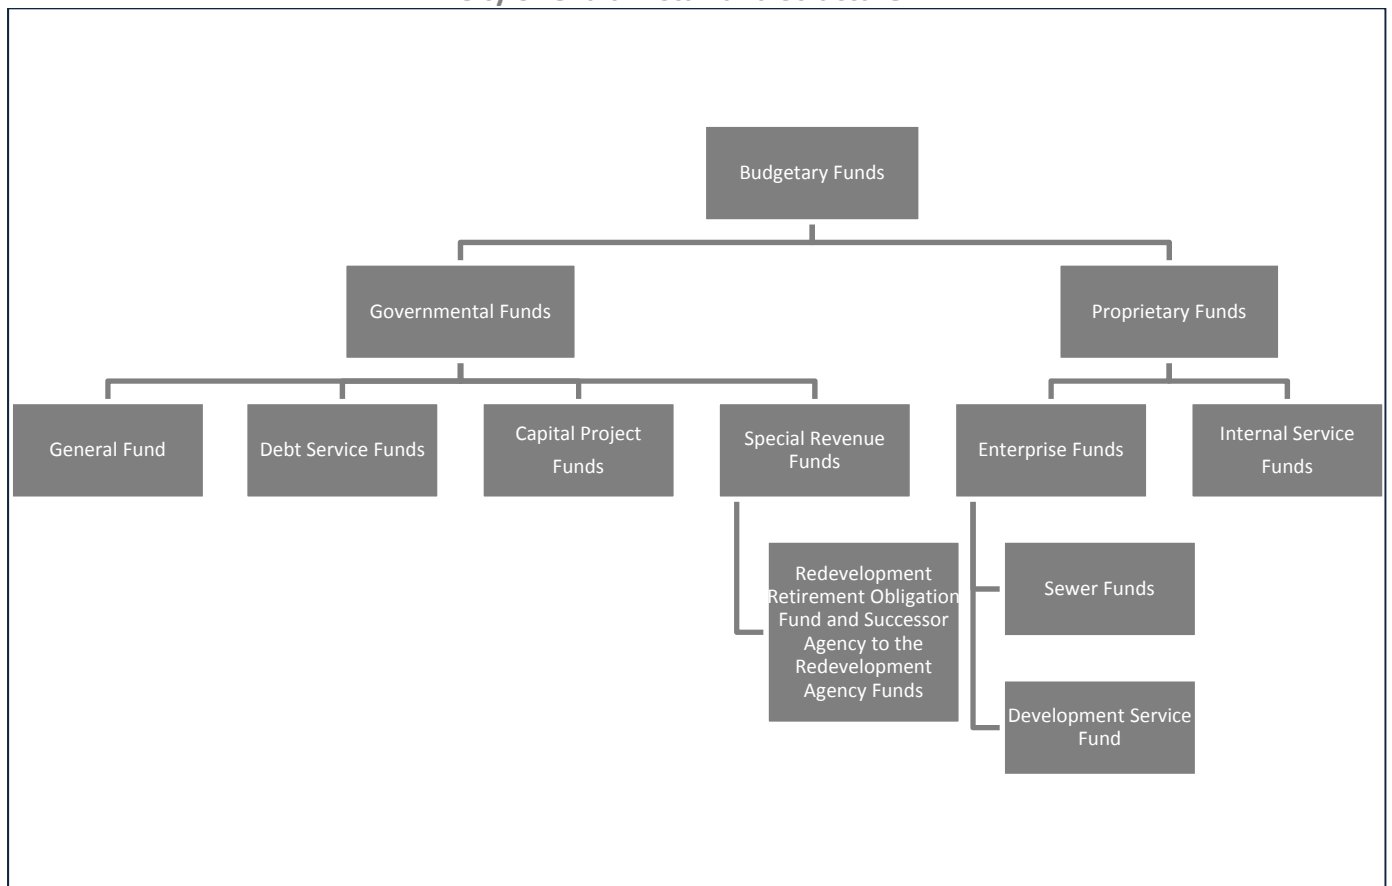 Budgetary Funds
Governmental Funds
Proprietary Funds
General Fund
Debt Service Funds
Capital Project
Funds
Special Revenue
Funds
Enterprise Funds
Internal Service
Funds
Redevelopment
Retirement Obligation
Fund and Successor
Agency to the
Redevelopment
Agency Funds
Sewer Funds
Development Service
Fund